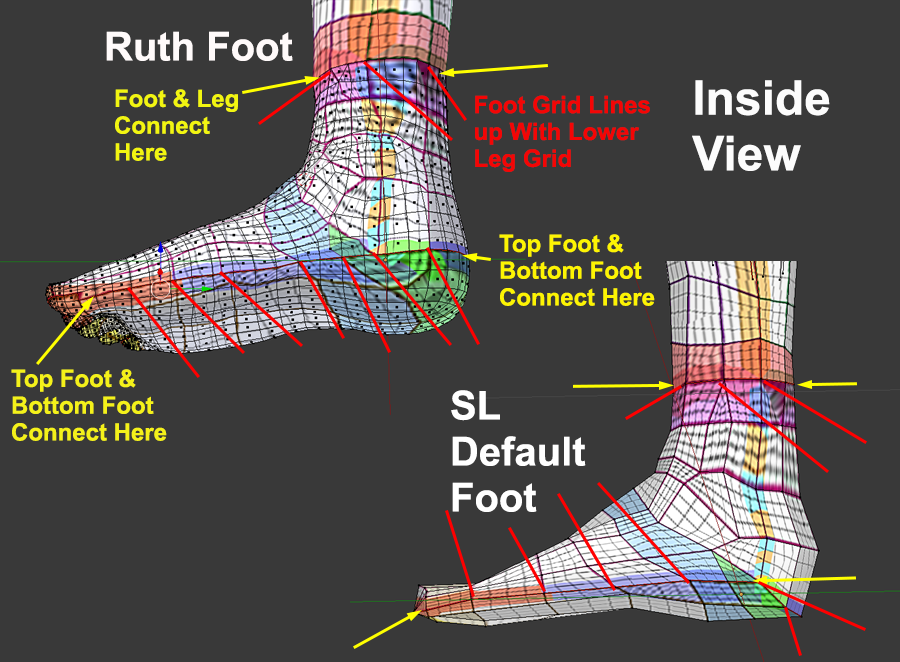 Ruth Foot
Foot & Leg
Connect
Here
Foot Grid Lines
up With Lower
Leg Grid
Inside
View
Top Foot &
Bottom Foot
Connect Here
Top Foot &
Bottom Foot
Connect Here
SL
Default
Foot